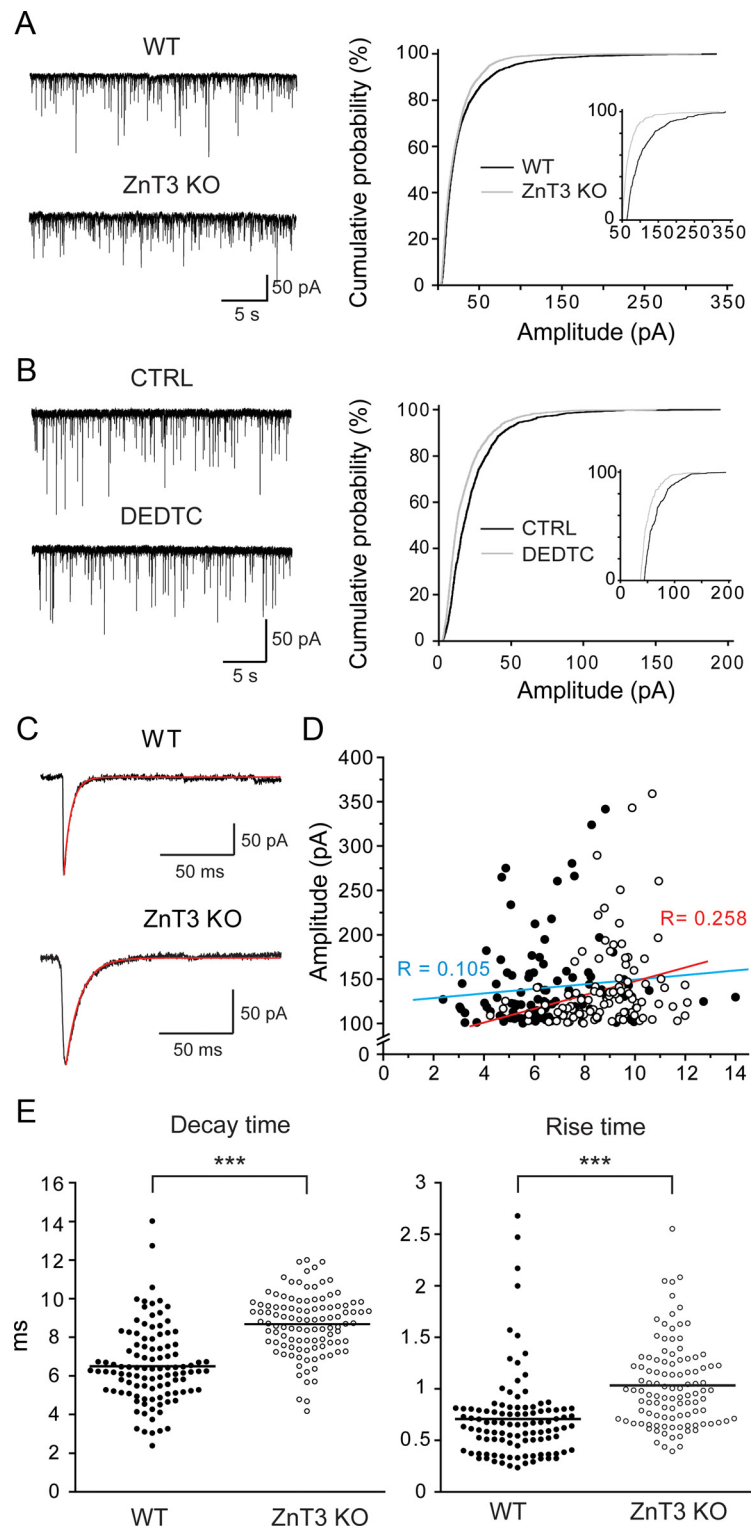 A
WT
ZnT3 KO
50 pA
5 s
Cumulative probability (%)
100
80
60
40
20
0
50
150
250
350
Amplitude (pA)
WT
ZnT3 KO
100
0
50
150
250
350
B
CTRL
DEDTC
50 pA
5 s
Cumulative probability (%)
100
80
60
40
20
0
0
50
100
150
200
Amplitude (pA)
CTRL
DEDTC
100
0
0
100
200
C
WT
50 pA
50 ms
ZnT3 KO
50 pA
50 ms
D
Amplitude (pA)
400
350
300
250
200
150
100
0
0
2
4
6
8
10
12
14
R = 0.105
R= 0.258
E
Decay time
***
ms
16
14
12
10
8
6
4
2
0
WT
ZnT3 KO
Rise time
***
3
2.5
2
1.5
1
0.5
0
WT
ZnT3 KO